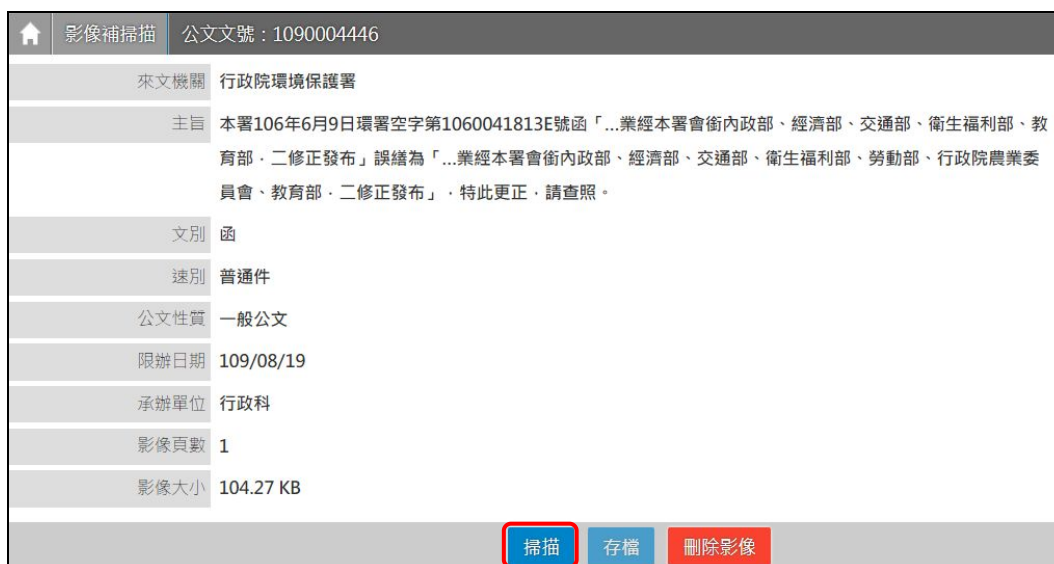 影像補掃描 公文文號：1090004446
來文機關 行政院環境保護署
主旨 本署106年6月9日環署空字第1060041813E號函「...業經本署會銜內政部、經濟部、交通部、衛生福利部、教
育部．二修正發布」誤繕為「...業經本署會銜內政部、經濟部、交通部、衛生福利部、勞動部、行政院農業委
員會、教育部．二修正發布」．特此更正．請查照。
文別 函
速別 普通件
公文性質 一般公文
限辦日期 109/08/19
承辦單位 行政科
影像頁數 1
影像大小 104.27 KB
掃描 存檔 刪除影像